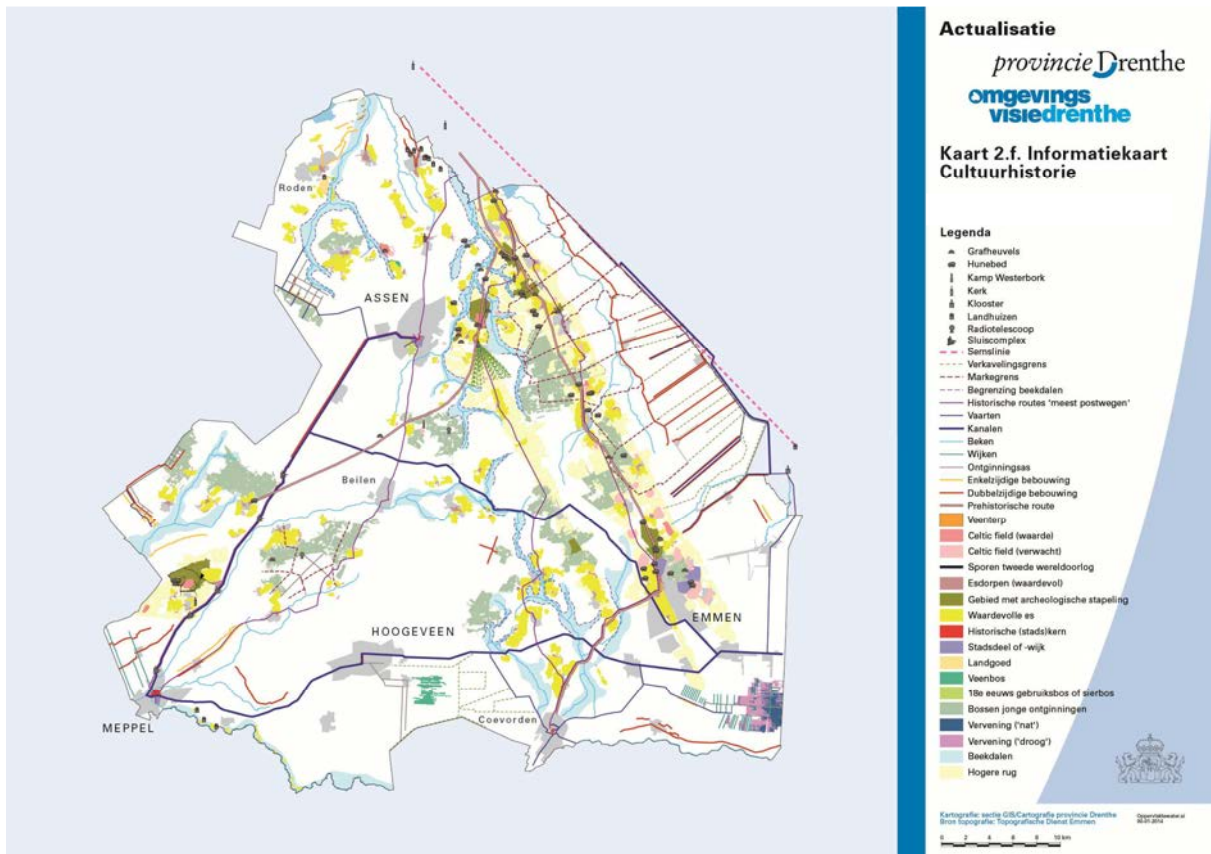 Actualisatie
provincie Drenthe
omgevings
visiedrenthe
Kaart 2.f. Informatiekaart
Cultuurhistorie
Legenda
Grafheuvels
Hunebed
Kamp Westerbork
Kerk
Klooster
Landhuizen
Radiotelescoop
Sluiscomplex
Semslinie
Verkavelingsgrens
Markegrens
Begrenzing beekdalen
Historische routes 'meest postwegen'
Vaarten
Kanalen
Beken
Wijken
Ontginningsas
Enkelzijdige bebouwing
Dubbelzijdige bebouwing
Prehistorische route
Veenterp
Celtic field (waarde)
Celtic field (verwacht)
Sporen tweede wereldoorlog
Esdorpen (waardevol)
Gebied met archeologische stapeling
Waardevolle es
Historische (stads)kern
Stadsdeel of -wijk
Landgoed
Veenbos
18e eeuws gebruiksbos of sierbos
Bossen jonge ontginningen
Vervening ('nat')
Vervening ('droog')
Beekdalen
Hogere rug
Kartografie: sectie GIS/Cartografie provincie Drenthe
Bron topografie: Topografische Dienst Emmen
0 2 4 6 8 10 km
Roden
ASSEN
Beilen
HOOGEVEEN
EMMEN
Coevorden
MEPPEL